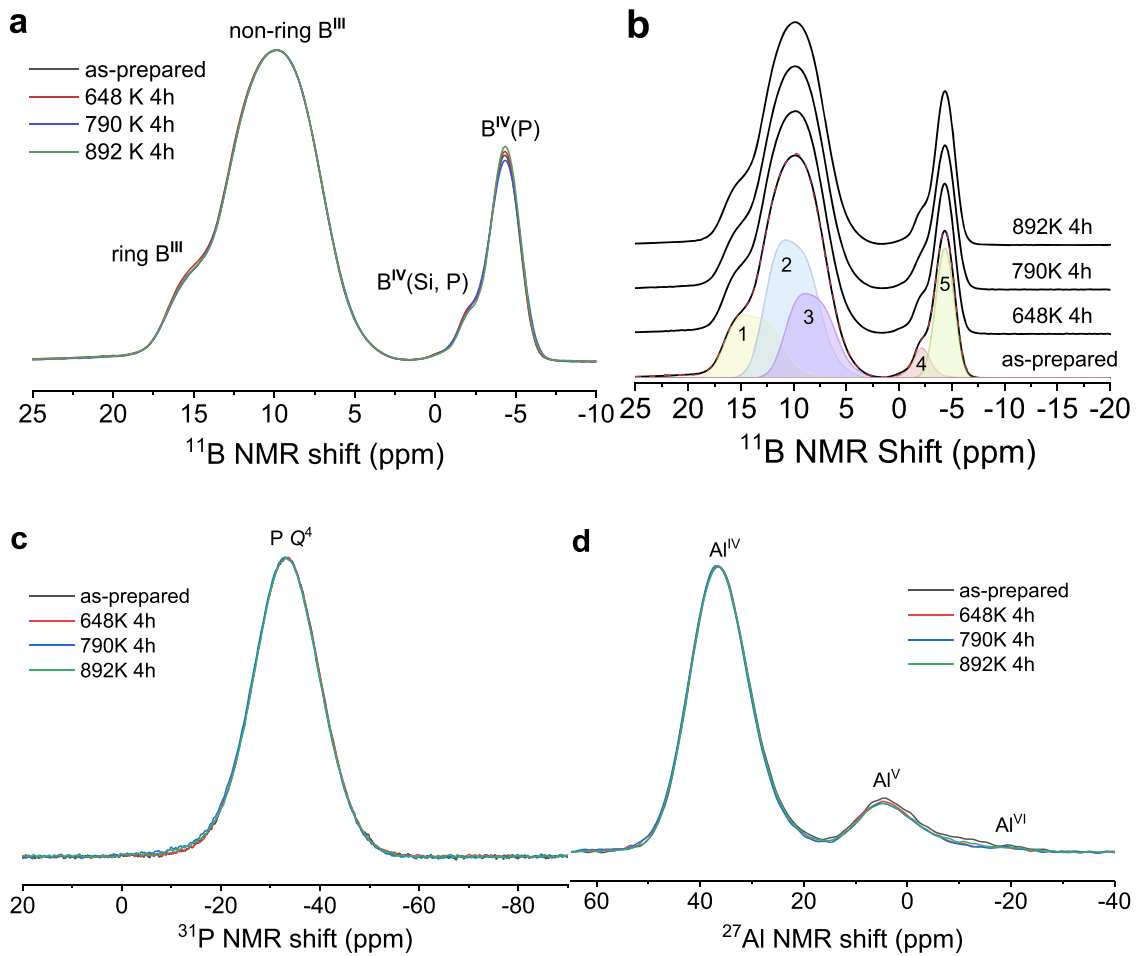 a
non-ring B^III
as-prepared
648 K 4h
790 K 4h
892 K 4h
B^IV(P)
ring B^III
B^IV(Si, P)
25 20 15 10 5 0 -5 -10
¹¹B NMR shift (ppm)
b
892K 4h
790K 4h
648K 4h
as-prepared
1
2
3
4
5
25 20 15 10 5 0 -5 -10 -15 -20
¹¹B NMR Shift (ppm)
c
P Q⁴
as-prepared
648K 4h
790K 4h
892K 4h
20 0 -20 -40 -60 -80
³¹P NMR shift (ppm)
d
Al^IV
as-prepared
648K 4h
790K 4h
892K 4h
Al^V
Al^VI
60 40 20 0 -20 -40
²⁷Al NMR shift (ppm)